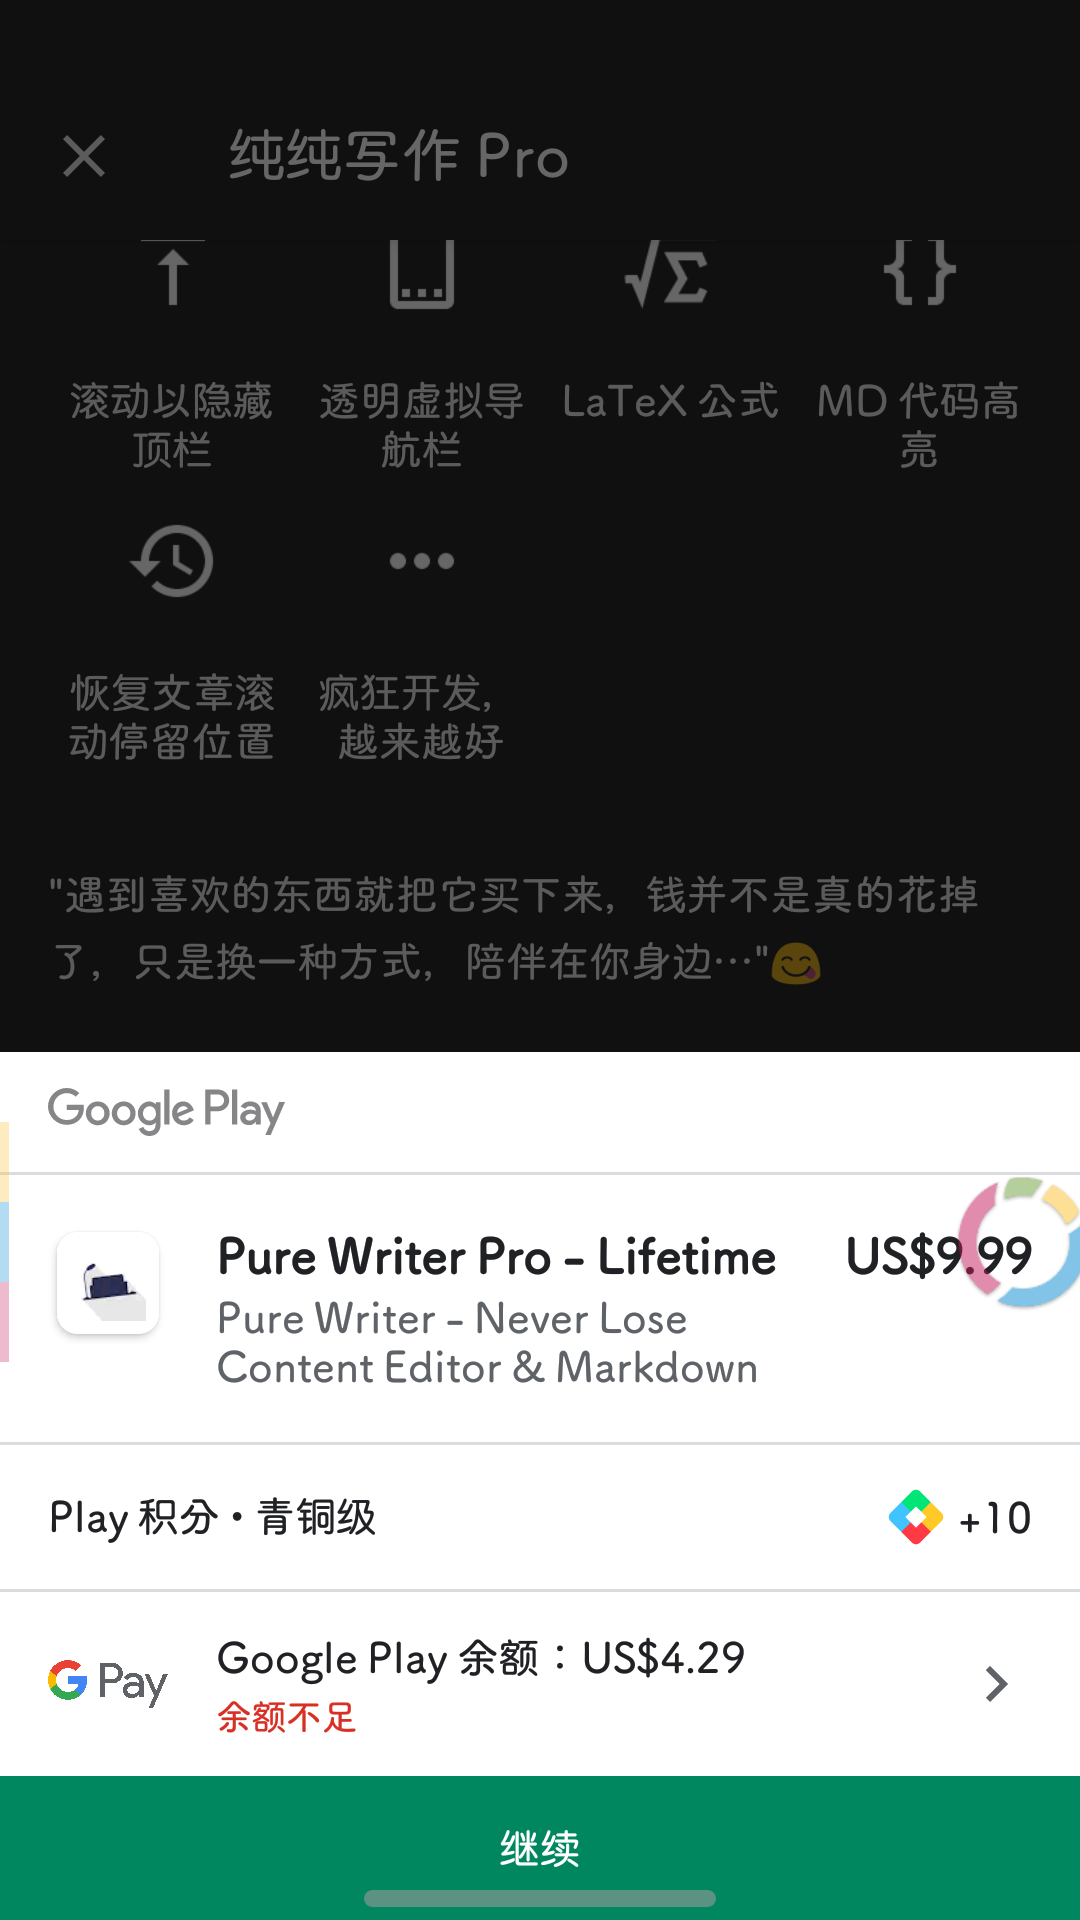 纯纯写作 Pro
滚动以隐藏 透明虚拟导 LaTeX 公式 MD 代码高
顶栏 航栏 亮
恢复文章滚 疯狂开发，
动停留位置 越来越好
"遇到喜欢的东西就把它买下来，钱并不是真的花掉
了，只是换一种方式，陪伴在你身边…"😋
Google Play
Pure Writer Pro – Lifetime US$9.99
Pure Writer – Never Lose
Content Editor & Markdown
Play 积分 • 青铜级 +10
G Pay Google Play 余额：US$4.29
余额不足
继续